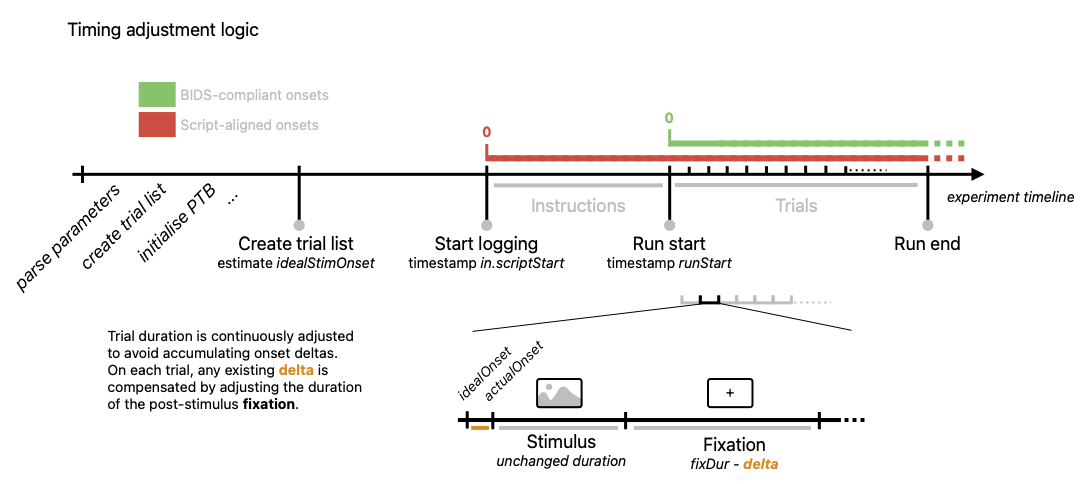 Timing adjustment logic
BIDS-compliant onsets
Script-aligned onsets
0
0
parse parameters
create trial list
initialise PTB
...
Instructions
Trials
experiment timeline
Create trial list
estimate idealStimOnset
Start logging
timestamp in.scriptStart
Run start
timestamp runStart
Run end
Trial duration is continuously adjusted
to avoid accumulating onset deltas.
On each trial, any existing delta is
compensated by adjusting the duration
of the post-stimulus fixation.
idealOnset
actualOnset
+
Stimulus
unchanged duration
Fixation
fixDur - delta